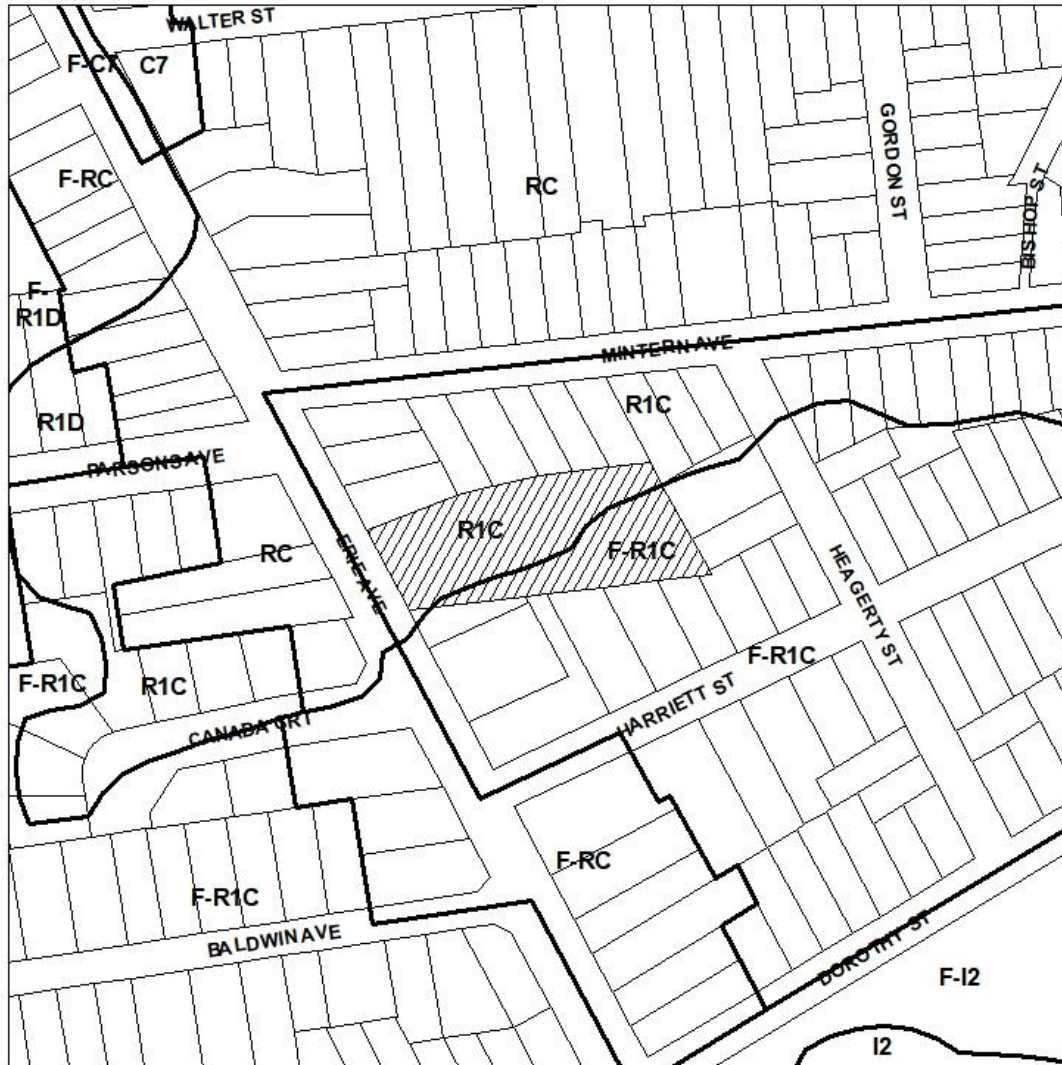 WALTER ST
F-C7
C7
F-RC
RC
GORDON ST
BISHOP ST
F-
R1D
MINTERN AVE
R1C
R1D
PARSONS AVE
R1C
RC
F-R1C
ERIE AVE
HEAGERTY ST
F-R1C
F-R1C
R1C
HARRIETT ST
CANADA CRT
F-RC
F-R1C
BALDWIN AVE
DOROTHY ST
F-I2
I2